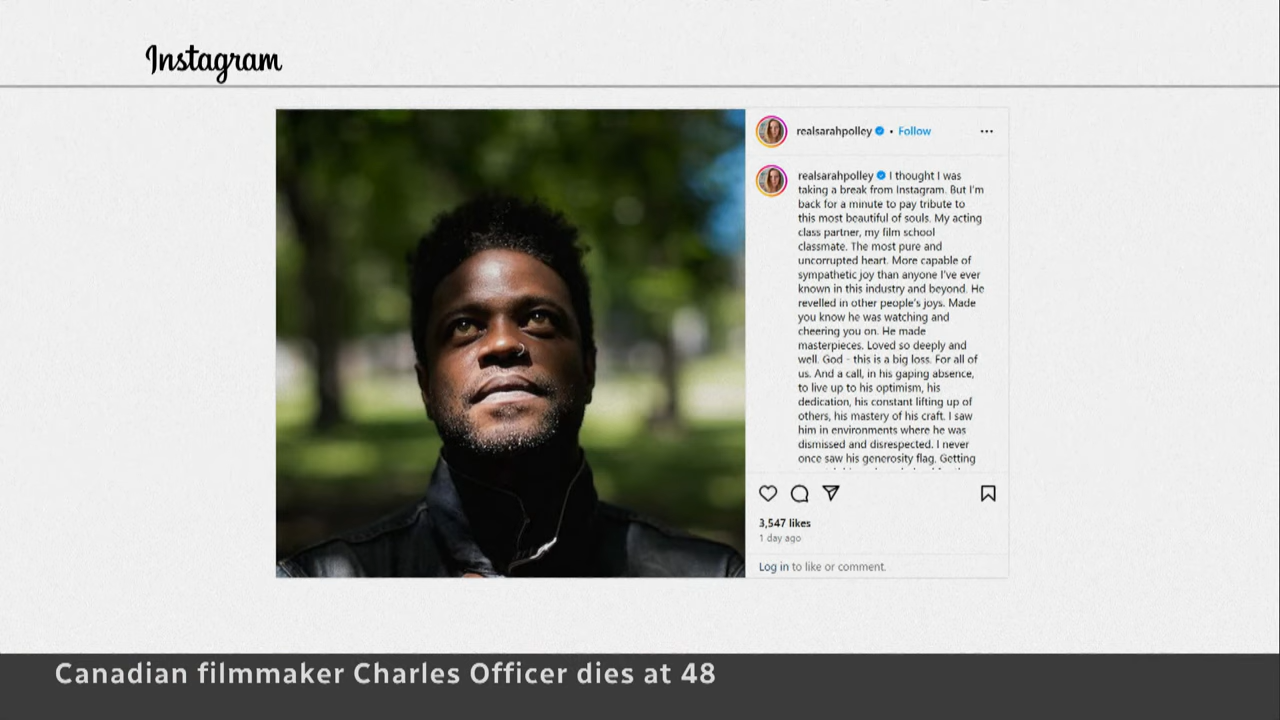 Instagram
realsarahpolley • Follow
realsarahpolley I thought I was
taking a break from Instagram. But I'm
back for a minute to pay tribute to
this most beautiful of souls. My acting
class partner, my film school
classmate. The most pure and
uncorrupted heart. More capable of
sympathetic joy than anyone I've ever
known in this industry and beyond. He
revelled in other people's joys. Made
you know he was watching and
cheering you on. He made
masterpieces. Loved so deeply and
well. God - this is a big loss. For all of
us. And a call, in his gaping absence,
to live up to his optimism, his
dedication, his constant lifting up of
others, his mastery of his craft. I saw
him in environments where he was
dismissed and disrespected. I never
once saw his generosity flag. Getting
3,547 likes
1 day ago
Log in to like or comment.
Canadian filmmaker Charles Officer dies at 48